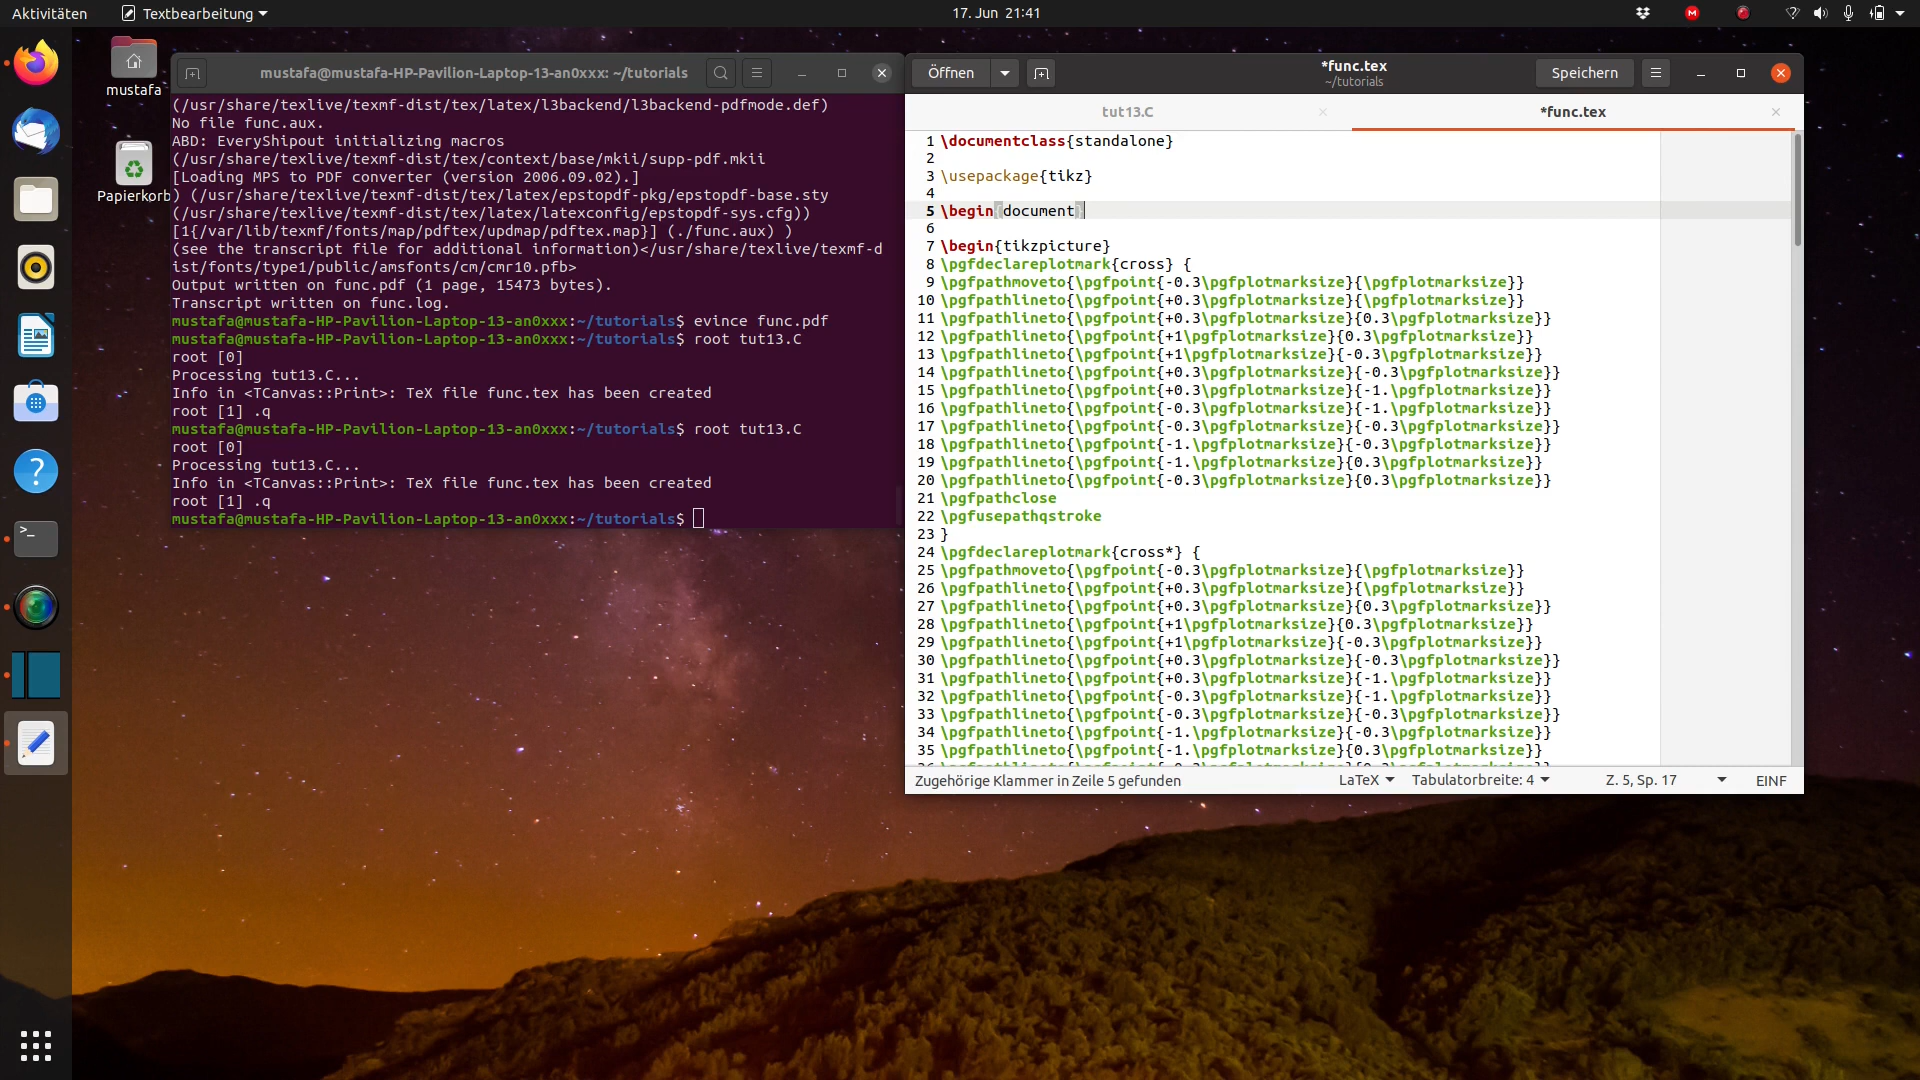 Aktivitäten
Textbearbeitung
17. Jun 21:41
mustafa
Papierkorb
mustafa@mustafa-HP-Pavilion-Laptop-13-an0xxx: ~/tutorials
(/usr/share/texlive/texmf-dist/tex/latex/l3backend/l3backend-pdfmode.def)
No file func.aux.
ABD: EveryShipout initializing macros
(/usr/share/texlive/texmf-dist/tex/context/base/mkii/supp-pdf.mkii
[Loading MPS to PDF converter (version 2006.09.02).]
) (/usr/share/texlive/texmf-dist/tex/latex/epstopdf-pkg/epstopdf-base.sty
(/usr/share/texlive/texmf-dist/tex/latex/latexconfig/epstopdf-sys.cfg))
[1{/var/lib/texmf/fonts/map/pdftex/updmap/pdftex.map}] (./func.aux) )
(see the transcript file for additional information)</usr/share/texlive/texmf-d
ist/fonts/type1/public/amsfonts/cm/cmr10.pfb>
Output written on func.pdf (1 page, 15473 bytes).
Transcript written on func.log.
mustafa@mustafa-HP-Pavilion-Laptop-13-an0xxx:~/tutorials$ evince func.pdf
mustafa@mustafa-HP-Pavilion-Laptop-13-an0xxx:~/tutorials$ root tut13.C
root [0]
Processing tut13.C...
Info in <TCanvas::Print>: TeX file func.tex has been created
root [1] .q
mustafa@mustafa-HP-Pavilion-Laptop-13-an0xxx:~/tutorials$ root tut13.C
root [0]
Processing tut13.C...
Info in <TCanvas::Print>: TeX file func.tex has been created
root [1] .q
mustafa@mustafa-HP-Pavilion-Laptop-13-an0xxx:~/tutorials$
Öffnen
*func.tex
~/tutorials
Speichern
tut13.C
*func.tex
1 \documentclass{standalone}
2
3 \usepackage{tikz}
4
5 \begin{document}
6
7 \begin{tikzpicture}
8 \pgfdeclareplotmark{cross} {
9 \pgfpathmoveto{\pgfpoint{-0.3\pgfplotmarksize}{\pgfplotmarksize}}
10 \pgfpathlineto{\pgfpoint{+0.3\pgfplotmarksize}{\pgfplotmarksize}}
11 \pgfpathlineto{\pgfpoint{+0.3\pgfplotmarksize}{0.3\pgfplotmarksize}}
12 \pgfpathlineto{\pgfpoint{+1\pgfplotmarksize}{0.3\pgfplotmarksize}}
13 \pgfpathlineto{\pgfpoint{+1\pgfplotmarksize}{-0.3\pgfplotmarksize}}
14 \pgfpathlineto{\pgfpoint{+0.3\pgfplotmarksize}{-0.3\pgfplotmarksize}}
15 \pgfpathlineto{\pgfpoint{+0.3\pgfplotmarksize}{-1.\pgfplotmarksize}}
16 \pgfpathlineto{\pgfpoint{-0.3\pgfplotmarksize}{-1.\pgfplotmarksize}}
17 \pgfpathlineto{\pgfpoint{-0.3\pgfplotmarksize}{-0.3\pgfplotmarksize}}
18 \pgfpathlineto{\pgfpoint{-1.\pgfplotmarksize}{-0.3\pgfplotmarksize}}
19 \pgfpathlineto{\pgfpoint{-1.\pgfplotmarksize}{0.3\pgfplotmarksize}}
20 \pgfpathlineto{\pgfpoint{-0.3\pgfplotmarksize}{0.3\pgfplotmarksize}}
21 \pgfpathclose
22 \pgfusepathqstroke
23 }
24 \pgfdeclareplotmark{cross*} {
25 \pgfpathmoveto{\pgfpoint{-0.3\pgfplotmarksize}{\pgfplotmarksize}}
26 \pgfpathlineto{\pgfpoint{+0.3\pgfplotmarksize}{\pgfplotmarksize}}
27 \pgfpathlineto{\pgfpoint{+0.3\pgfplotmarksize}{0.3\pgfplotmarksize}}
28 \pgfpathlineto{\pgfpoint{+1\pgfplotmarksize}{0.3\pgfplotmarksize}}
29 \pgfpathlineto{\pgfpoint{+1\pgfplotmarksize}{-0.3\pgfplotmarksize}}
30 \pgfpathlineto{\pgfpoint{+0.3\pgfplotmarksize}{-0.3\pgfplotmarksize}}
31 \pgfpathlineto{\pgfpoint{+0.3\pgfplotmarksize}{-1.\pgfplotmarksize}}
32 \pgfpathlineto{\pgfpoint{-0.3\pgfplotmarksize}{-1.\pgfplotmarksize}}
33 \pgfpathlineto{\pgfpoint{-0.3\pgfplotmarksize}{-0.3\pgfplotmarksize}}
34 \pgfpathlineto{\pgfpoint{-1.\pgfplotmarksize}{-0.3\pgfplotmarksize}}
35 \pgfpathlineto{\pgfpoint{-1.\pgfplotmarksize}{0.3\pgfplotmarksize}}
Zugehörige Klammer in Zeile 5 gefunden
LaTeX
Tabulatorbreite: 4
Z. 5, Sp. 17
EINF